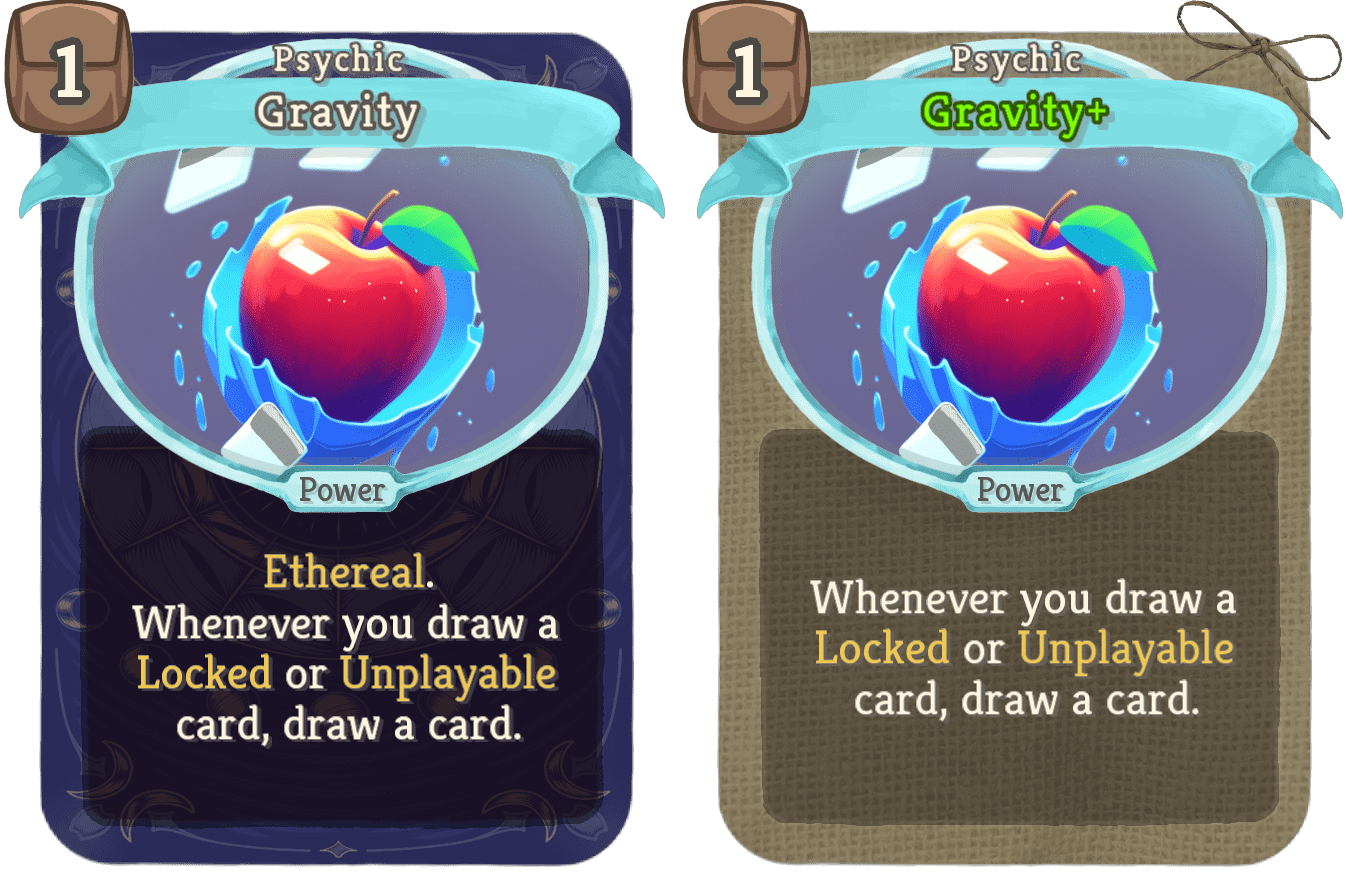 1
Psychic
Gravity
Power
Ethereal.
Whenever you draw a
Locked or Unplayable
card, draw a card.
1
Psychic
Gravity+
Power
Whenever you draw a
Locked or Unplayable
card, draw a card.